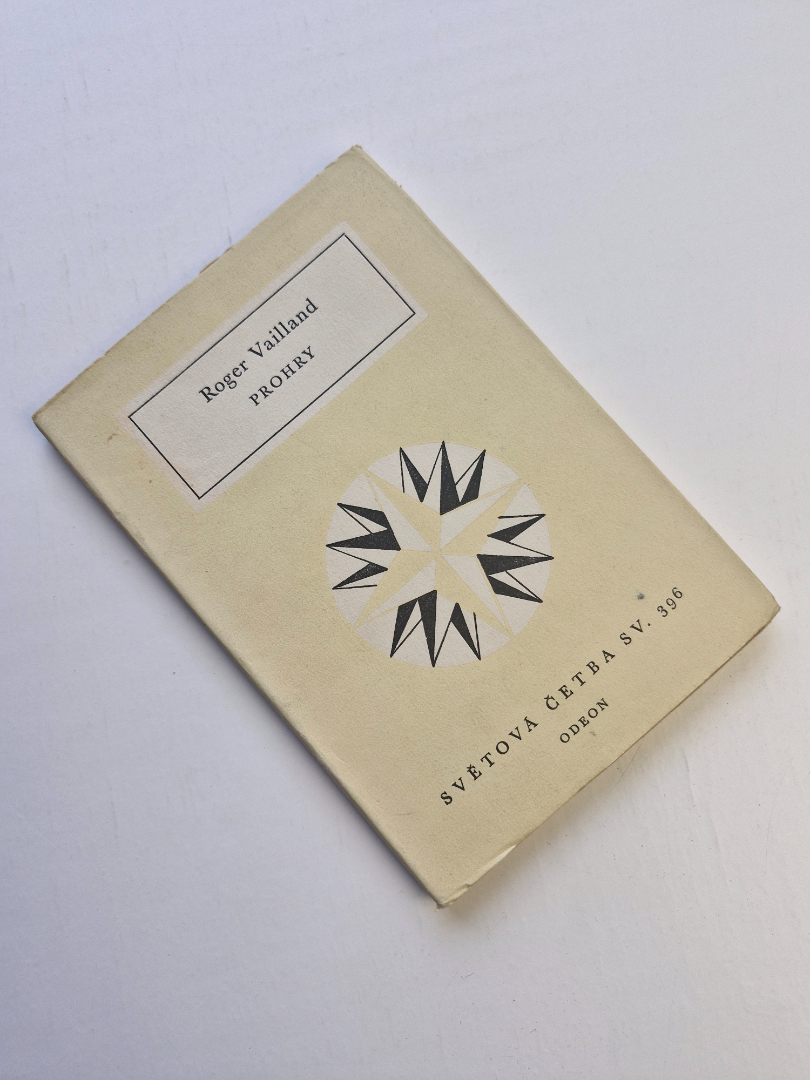 Roger Vailland
PROHRY
SVĚTOVÁ ČETBA SV. 396
ODEON